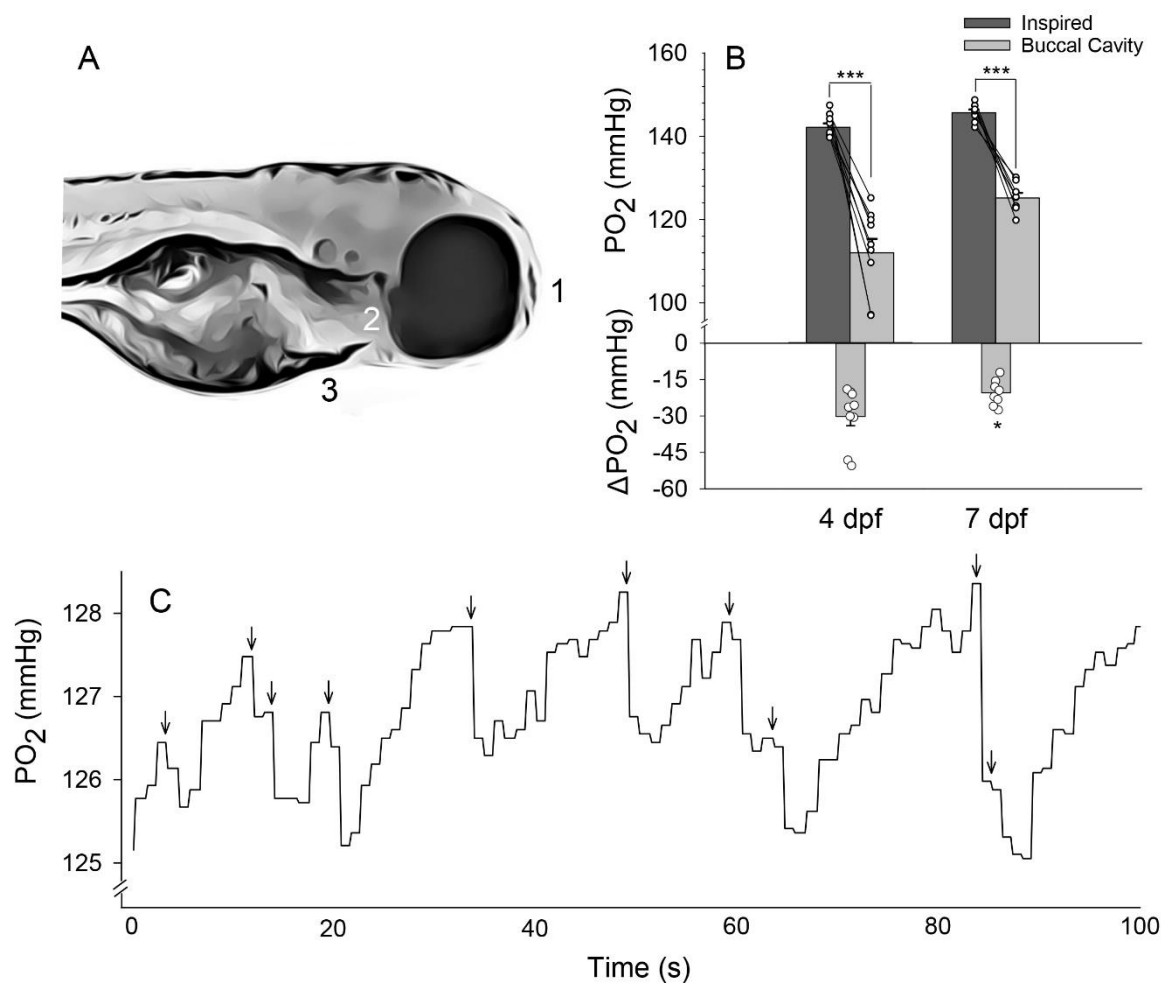 A
1
2
3
B
Inspired
Buccal Cavity
***
***
160
140
120
100
PO2 (mmHg)
0
-15
-30
-45
-60
ΔPO2 (mmHg)
*
4 dpf
7 dpf
C
128
127
126
125
PO2 (mmHg)
0
20
40
60
80
100
Time (s)